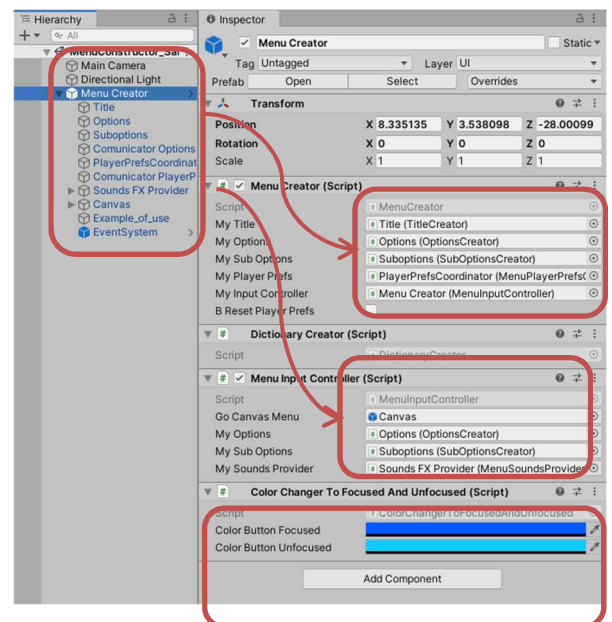 Hierarchy
All
MenuConstructor_Sa
Main Camera
Directional Light
Menu Creator
Title
Options
Suboptions
Comunicator Options
PlayerPrefsCoordinat
Comunicator PlayerP
Sounds FX Provider
Canvas
Example_of_use
EventSystem
Inspector
Menu Creator Static
Tag Untagged Layer UI
Prefab Open Select Overrides
Transform
Position X 8.335135 Y 3.538098 Z -28.00099
Rotation X 0 Y 0 Z 0
Scale X 1 Y 1 Z 1
# Menu Creator (Script)
Script MenuCreator
My Title Title (TitleCreator)
My Options Options (OptionsCreator)
My Sub Options Suboptions (SubOptionsCreator)
My Player Prefs PlayerPrefsCoordinator (MenuPlayerPrefsC
My Input Controller Menu Creator (MenuInputController)
B Reset Player Prefs
# Dictionary Creator (Script)
Script DictionaryCreator
# Menu Input Controller (Script)
Script MenuInputController
Go Canvas Menu Canvas
My Options Options (OptionsCreator)
My Sub Options Suboptions (SubOptionsCreator)
My Sounds Provider Sounds FX Provider (MenuSoundsProvider
# Color Changer To Focused And Unfocused (Script)
Script ColorChangerToFocusedAndUnfocused
Color Button Focused
Color Button Unfocused
Add Component